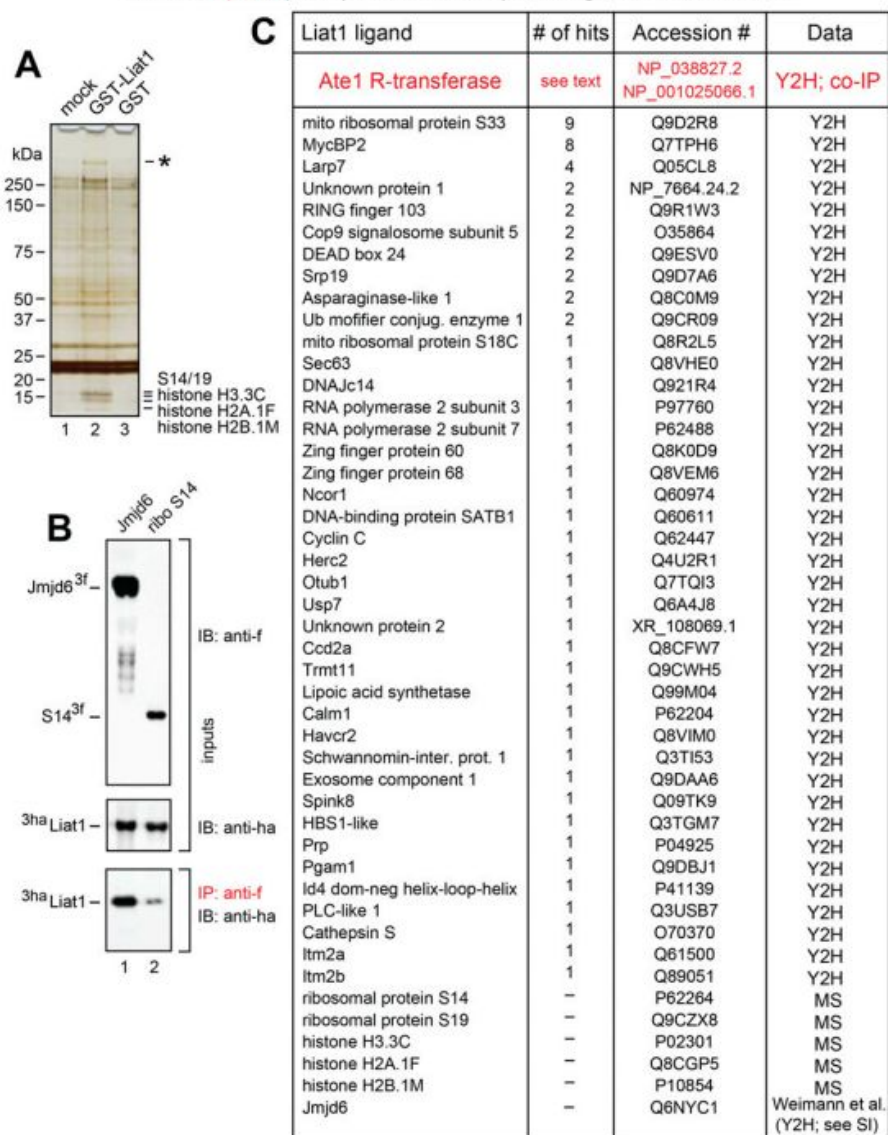 A
mock
GST-Liat1
GST
kDa
*
250
150
75
50
37
25
20
15
S14/19
histone H3.3C
histone H2A.1F
histone H2B.1M
1 2 3
B
Jmjd6
ribo S14
Jmjd6 3f
IB: anti-f
S14 3f
inputs
3ha Liat1
IB: anti-ha
3ha Liat1
IP: anti-f
IB: anti-ha
1 2
C
Liat1 ligand # of hits Accession # Data
Ate1 R-transferase see text NP_038827.2 NP_001025066.1 Y2H; co-IP
mito ribosomal protein S33 9 Q9D2R8 Y2H
MycBP2 8 Q7TPH6 Y2H
Larp7 4 Q05CL8 Y2H
Unknown protein 1 2 NP_7664.24.2 Y2H
RING finger 103 2 Q9R1W3 Y2H
Cop9 signalosome subunit 5 2 O35864 Y2H
DEAD box 24 2 Q9ESV0 Y2H
Srp19 2 Q9D7A6 Y2H
Asparaginase-like 1 2 Q8C0M9 Y2H
Ub mofifier conjug. enzyme 1 2 Q9CR09 Y2H
mito ribosomal protein S18C 1 Q8R2L5 Y2H
Sec63 1 Q8VHE0 Y2H
DNAJc14 1 Q921R4 Y2H
RNA polymerase 2 subunit 3 1 P97760 Y2H
RNA polymerase 2 subunit 7 1 P62488 Y2H
Zing finger protein 60 1 Q8K0D9 Y2H
Zing finger protein 68 1 Q8VEM6 Y2H
Ncor1 1 Q60974 Y2H
DNA-binding protein SATB1 1 Q60611 Y2H
Cyclin C 1 Q62447 Y2H
Herc2 1 Q4U2R1 Y2H
Otub1 1 Q7TQI3 Y2H
Usp7 1 Q6A4J8 Y2H
Unknown protein 2 1 XR_108069.1 Y2H
Ccd2a 1 Q8CFW7 Y2H
Trmt11 1 Q9CWH5 Y2H
Lipoic acid synthetase 1 Q99M04 Y2H
Calm1 1 P62204 Y2H
Havcr2 1 Q8VIM0 Y2H
Schwannomin-inter. prot. 1 1 Q3TI53 Y2H
Exosome component 1 1 Q9DAA6 Y2H
Spink8 1 Q09TK9 Y2H
HBS1-like 1 Q3TGM7 Y2H
Prp 1 P04925 Y2H
Pgam1 1 Q9DBJ1 Y2H
Id4 dom-neg helix-loop-helix 1 P41139 Y2H
PLC-like 1 1 Q3USB7 Y2H
Cathepsin S 1 O70370 Y2H
Itm2a 1 Q61500 Y2H
Itm2b 1 Q89051 Y2H
ribosomal protein S14 – P62264 MS
ribosomal protein S19 – Q9CZX8 MS
histone H3.3C – P02301 MS
histone H2A.1F – Q8CGP5 MS
histone H2B.1M – P10854 MS
Jmjd6 – Q6NYC1 Weimann et al. (Y2H; see SI)